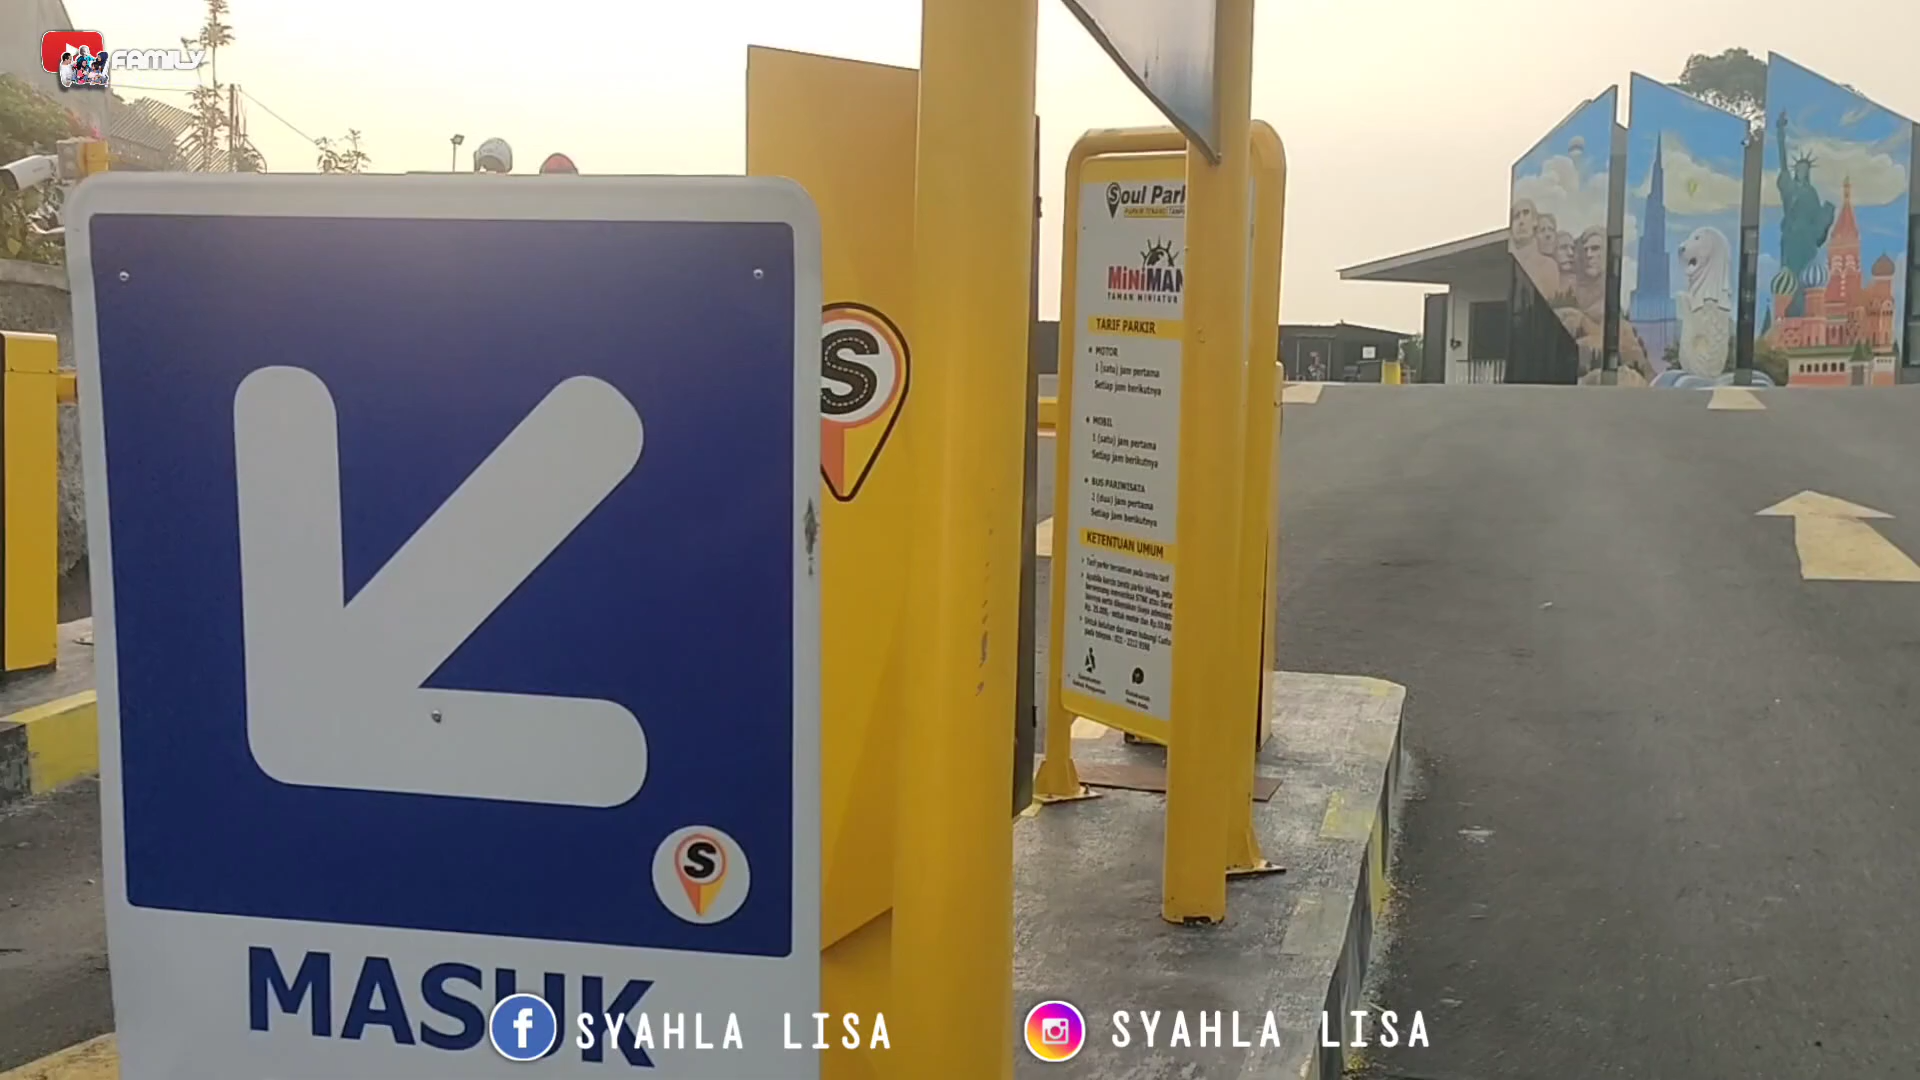 FAMILY
S
Soul Park
PARKIR TENANG
MiNiMAN
TAMAN MINIATUR
TARIF PARKIR
MOTOR
1 (satu) jam pertama
Setiap jam berikutnya
MOBIL
1 (satu) jam pertama
Setiap jam berikutnya
BUS PARIWISATA
(dua) jam pertama
Setiap jam berikutnya
KETENTUAN UMUM
S
MASUK
SYAHLA LISA
SYAHLA LISA